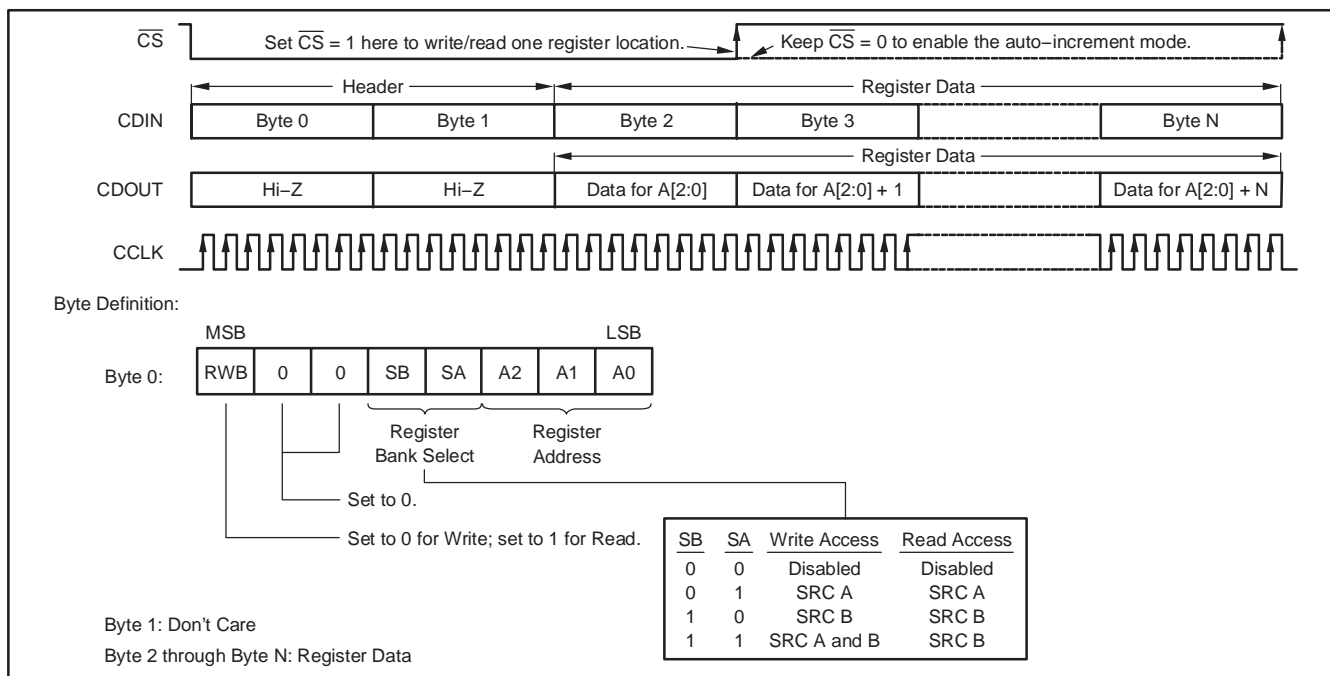 CS
Set CS = 1 here to write/read one register location.
Keep CS = 0 to enable the auto−increment mode.
Header
Register Data
CDIN
Byte 0
Byte 1
Byte 2
Byte 3
Byte N
Register Data
CDOUT
Hi−Z
Hi−Z
Data for A[2:0]
Data for A[2:0] + 1
Data for A[2:0] + N
CCLK
Byte Definition:
MSB
LSB
Byte 0:
RWB
0
0
SB
SA
A2
A1
A0
Register
Bank Select
Register
Address
Set to 0.
Set to 0 for Write; set to 1 for Read.
SB SA Write Access Read Access
0 0 Disabled Disabled
0 1 SRC A SRC A
1 0 SRC B SRC B
1 1 SRC A and B SRC B
Byte 1: Don't Care
Byte 2 through Byte N: Register Data